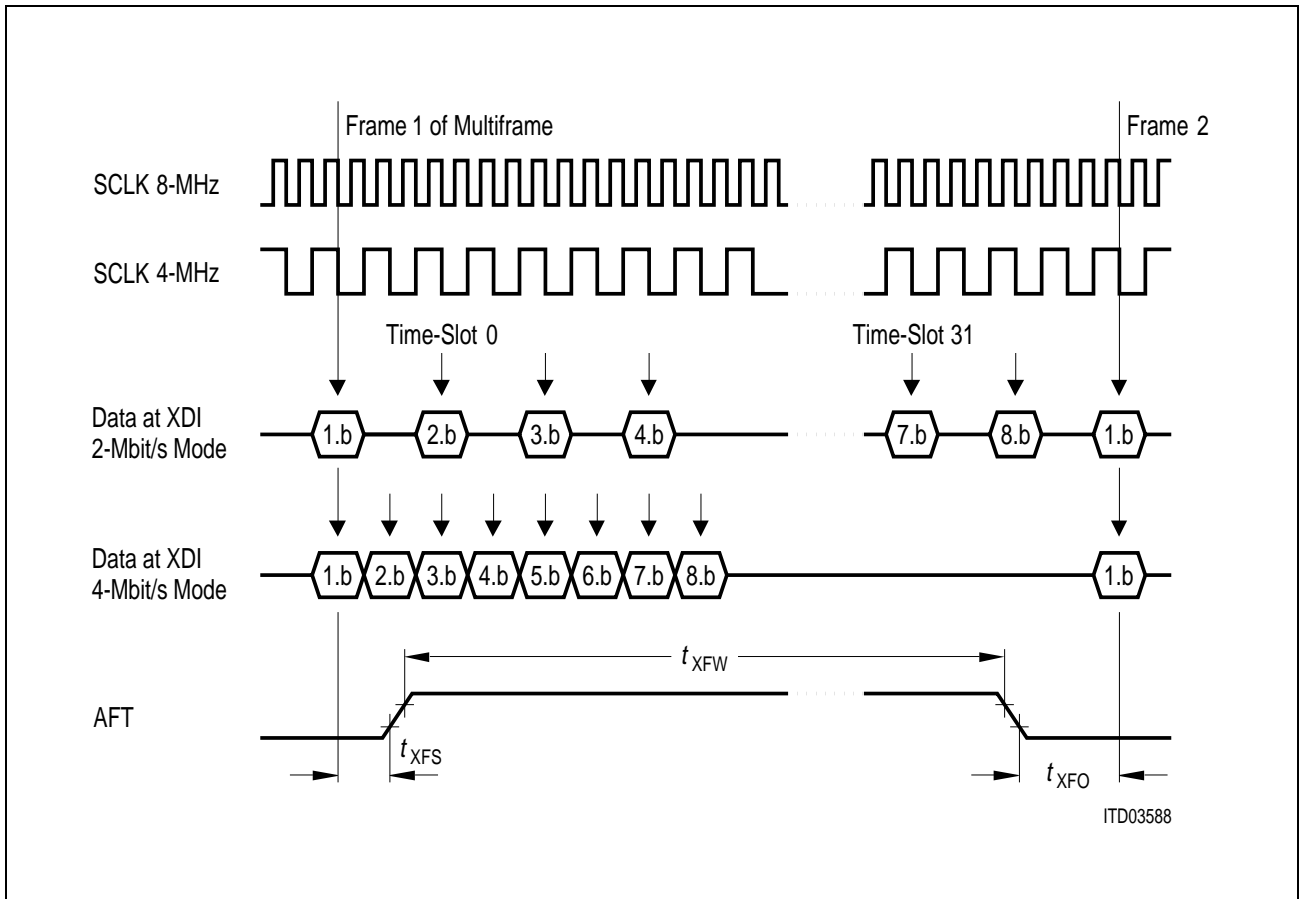 Frame 1 of Multiframe
Frame 2
SCLK 8-MHz
SCLK 4-MHz
Time-Slot 0
Time-Slot 31
Data at XDI
2-Mbit/s Mode
1.b 2.b 3.b 4.b 7.b 8.b 1.b
Data at XDI
4-Mbit/s Mode
1.b 2.b 3.b 4.b 5.b 6.b 7.b 8.b 1.b
t XFW
AFT
t XFS
t XFO
ITD03588